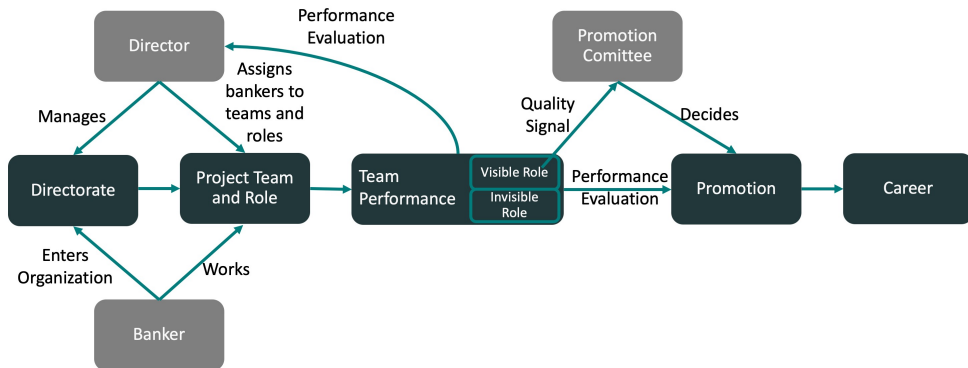 Performance
Evaluation
Director
Promotion
Comittee
Assigns
bankers to
teams and
roles
Manages
Quality
Signal
Decides
Directorate
Project Team
and Role
Team
Performance
Visible Role
Invisible
Role
Performance
Evaluation
Promotion
Career
Enters
Organization
Works
Banker